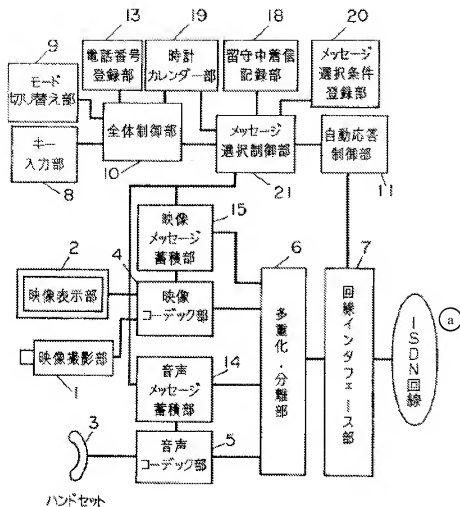 13
19
18
20
9
電話番号
登録部
時計
カレンダー部
留守中着信
記録部
メッセージ
選択条件
登録部
モード
切り替え部
キー
入力部
8
全体制御部
10
メッセージ
選択制御部
21
自動応答
制御部
11
15
映像
メッセージ
蓄積部
6
7
2
4
映像表示部
映像
コーデック部
多重化・分離部
回線インタフェース部
ISDN回線
a
映像撮影部
1
音声
メッセージ
蓄積部
14
3
5
音声
コーデック部
ハンドセット